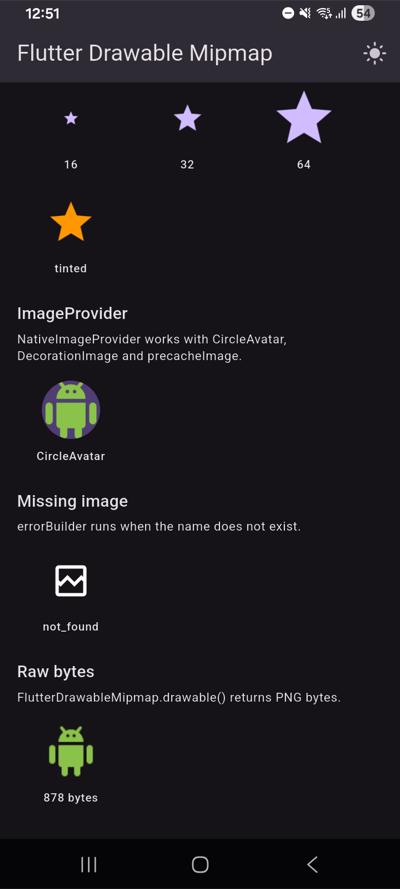 12:51
54
Flutter Drawable Mipmap
16 32 64
tinted
ImageProvider
NativeImageProvider works with CircleAvatar,
DecorationImage and precacheImage.
CircleAvatar
Missing image
errorBuilder runs when the name does not exist.
not_found
Raw bytes
FlutterDrawableMipmap.drawable() returns PNG bytes.
878 bytes